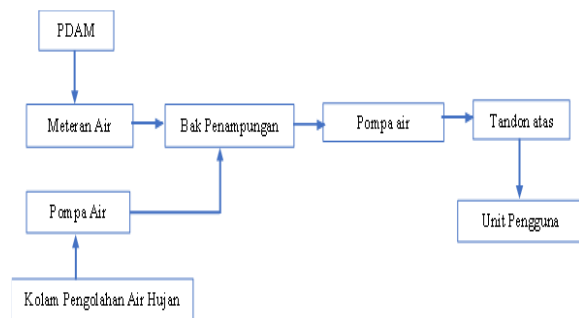 PDAM
Meteran Air
Bak Penampungan
Pompa air
Tandon atas
Pompa Air
Unit Pengguna
Kolam Pengolahan Air Hujan